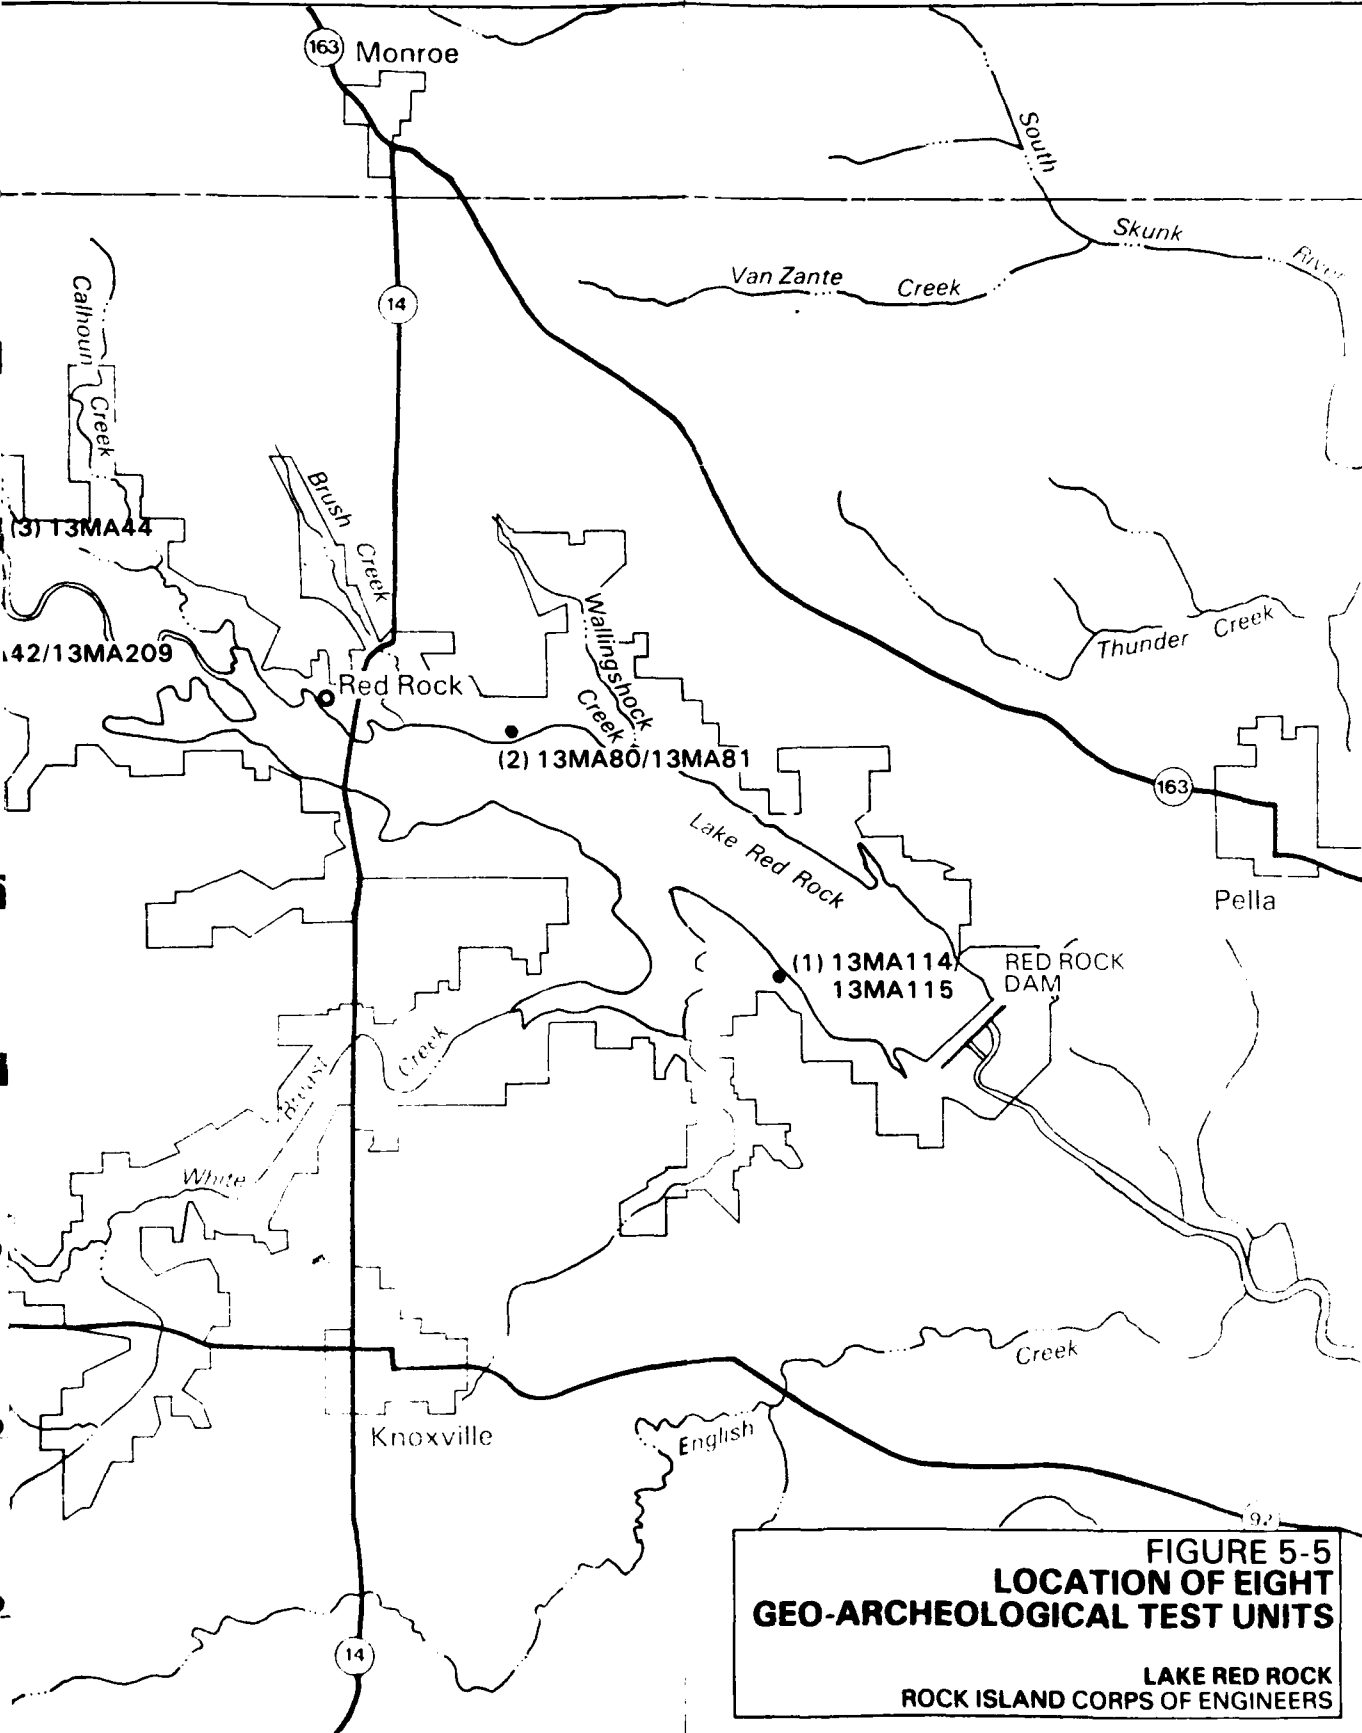 163 Monroe
South
Skunk
River
Van Zante Creek
14
Calhoun Creek
Brush Creek
(3) 13MA44
42/13MA209
Wallingshock Creek
Thunder Creek
Red Rock
(2) 13MA80/13MA81
163
Lake Red Rock
Pella
(1) 13MA114/
13MA115
RED ROCK
DAM
White Breast Creek
Creek
English
Knoxville
92
14
FIGURE 5-5
LOCATION OF EIGHT
GEO-ARCHEOLOGICAL TEST UNITS
LAKE RED ROCK
ROCK ISLAND CORPS OF ENGINEERS